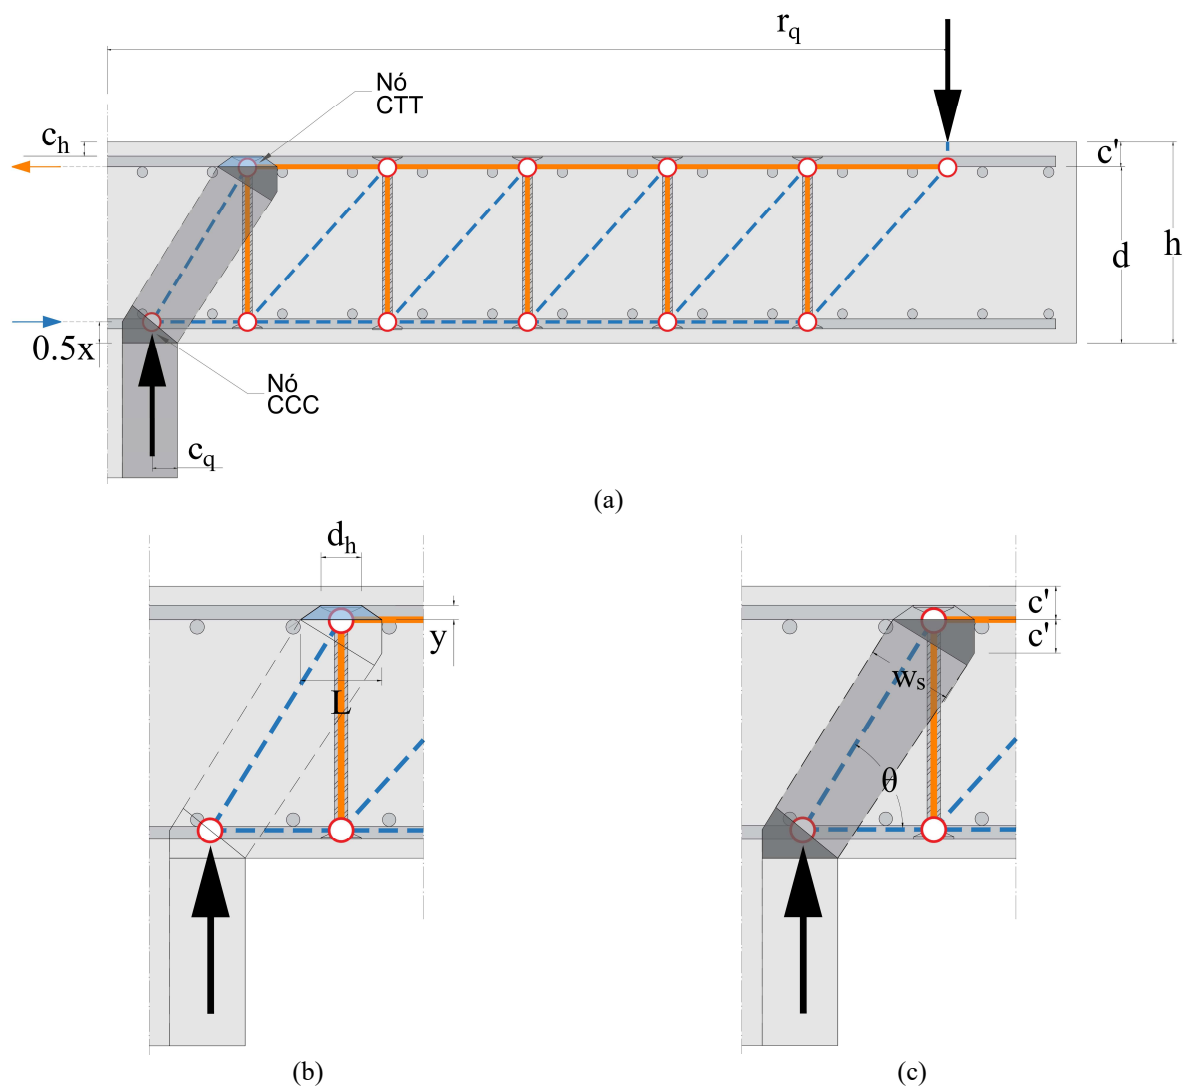 r_q
Nó
CTT
c_h
c'
d
h
0.5x
Nó
CCC
c_q
(a)
d_h
y
L
(b)
c'
c'
w_s
θ
(c)